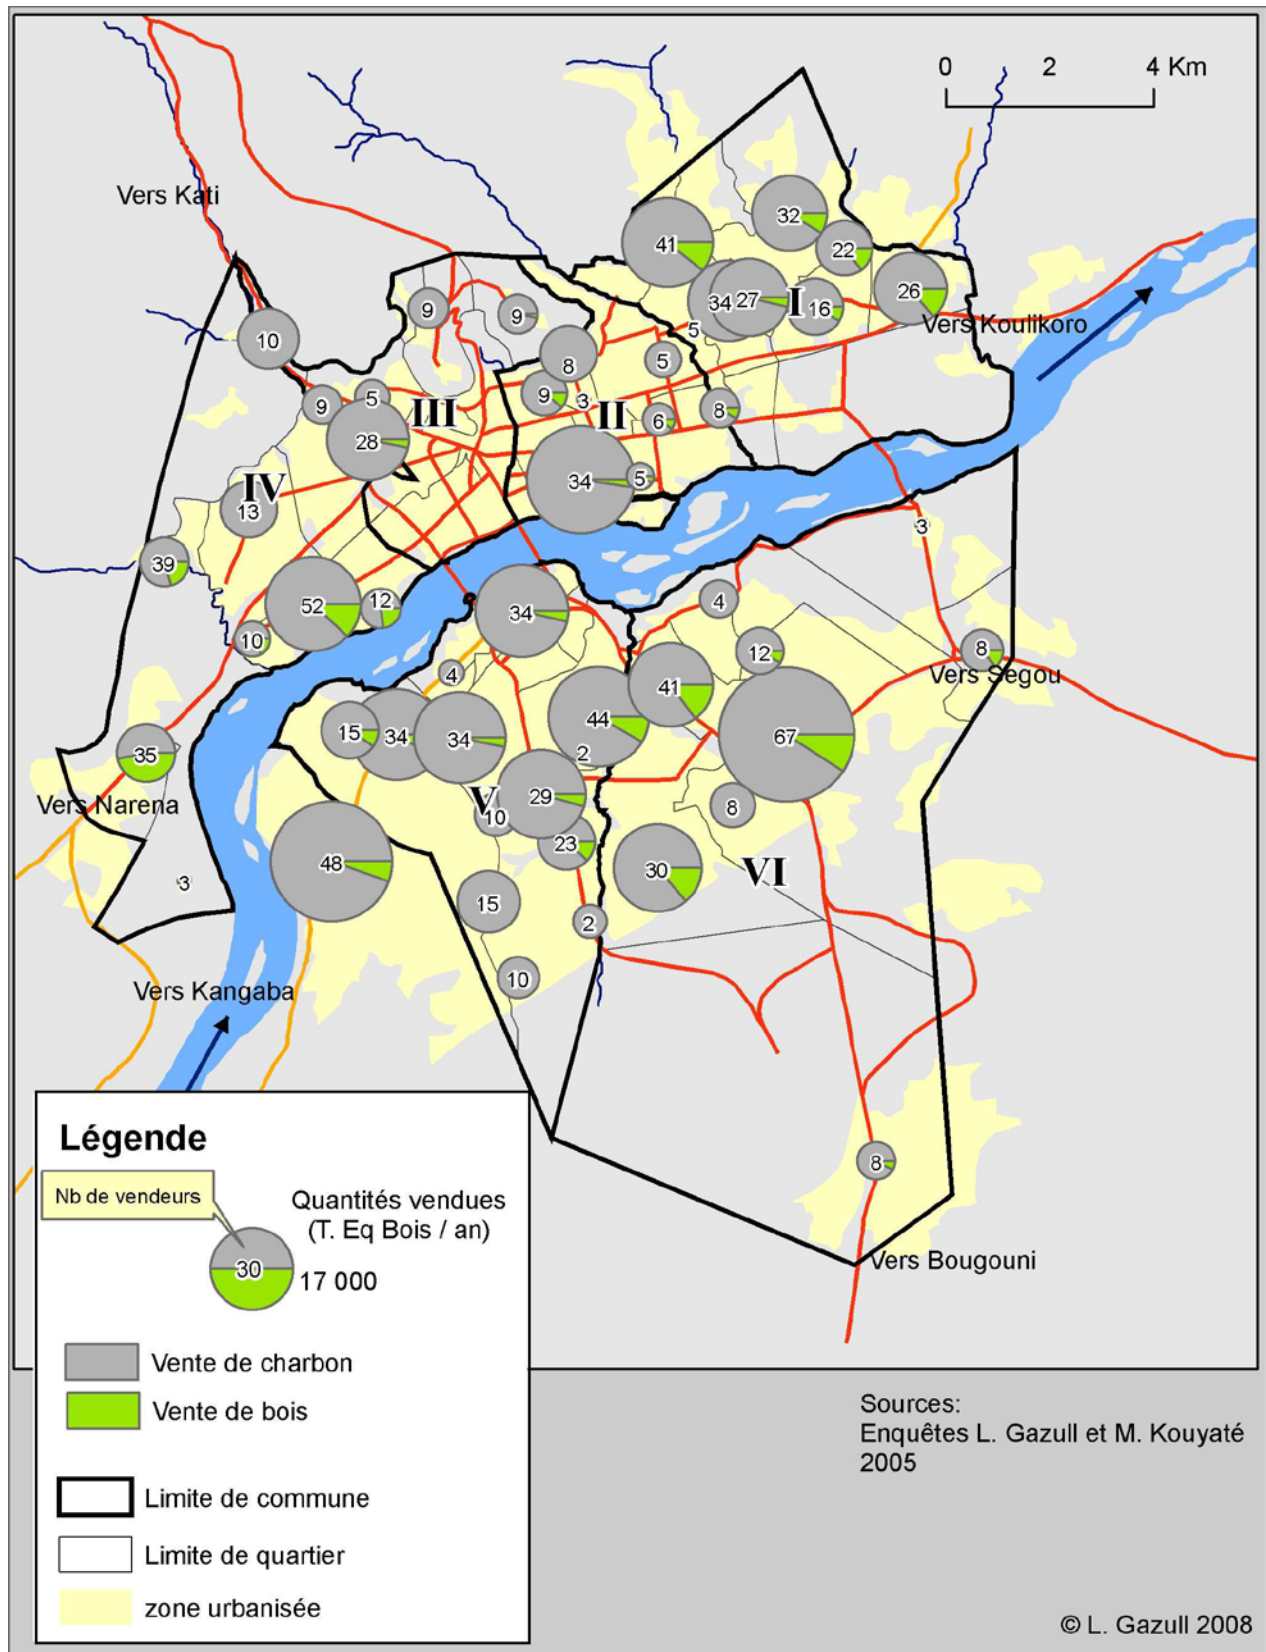 0 2 4 Km
Vers Kati
32
41
22
34
27
I
16
26
5
Vers Koulikoro
9
9
10
8
5
9
5
9
3
II
6
8
III
28
34
5
IV
13
3
39
52
12
10
34
4
12
8
Vers Segou
4
41
44
15
34
34
2
67
35
Vers Narena
29
V
10
8
23
48
30
VI
3
15
2
10
Vers Kangaba
8
Vers Bougouni
Légende
Nb de vendeurs
Quantités vendues
(T. Eq Bois / an)
30
17 000
Vente de charbon
Vente de bois
Limite de commune
Limite de quartier
zone urbanisée
Sources:
Enquêtes L. Gazull et M. Kouyaté
2005
© L. Gazull 2008